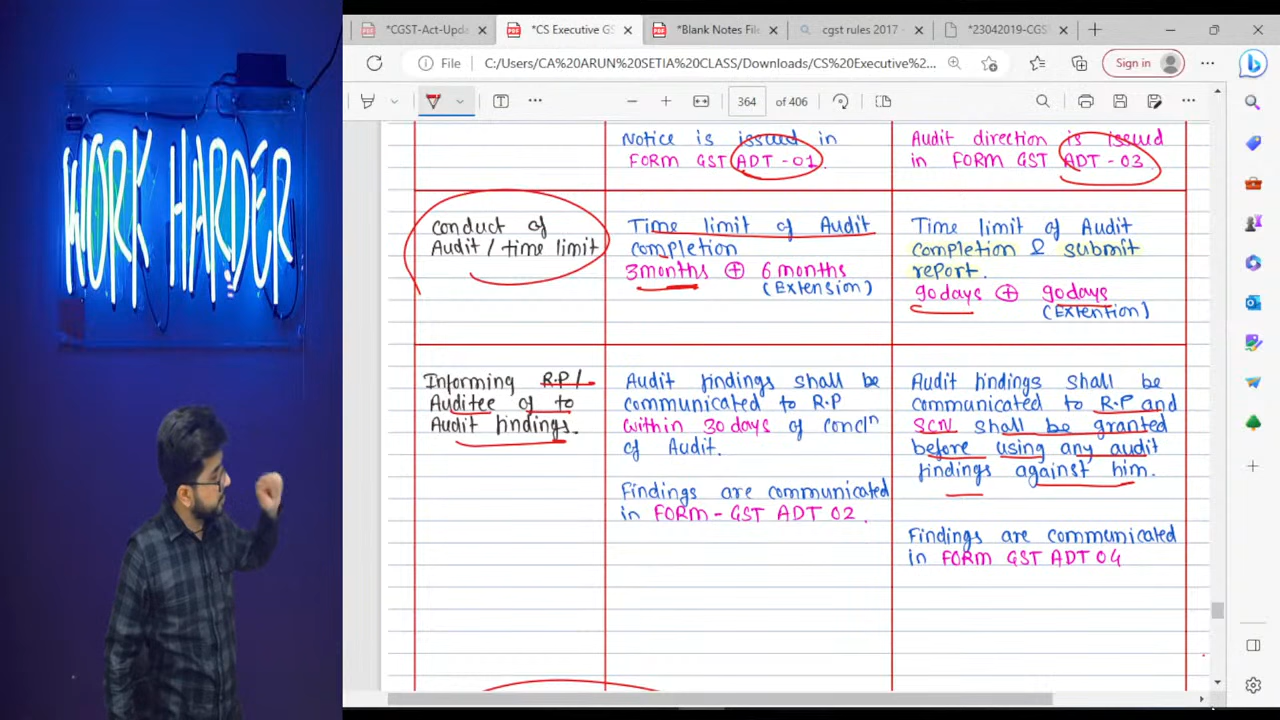 *CGST-Act-Upda
*CS Executive GS
*Blank Notes File
cgst rules 2017 -
*23042019-CGS
File
C:/Users/CA%20ARUN%20SETIA%20CLASS/Downloads/CS%20Executive%2...
Sign in
364 of 406
WORK HARDER
Notice is issued in
FORM GST ADT - 01.
Audit direction is issued
in FORM GST ADT - 03
Conduct of
Audit / time limit
Time limit of Audit
completion
3months + 6 months
(Extension)
Time limit of Audit
completion & submit
report.
90days + 90days
(Extention)
Informing R.P/
Auditee of to
Audit findings.
Audit findings shall be
communicated to R.P
within 30 days of concln
of Audit.
Findings are communicated
in FORM - GST ADT 02.
Audit findings shall be
communicated to R.P and
SCN shall be granted
before using any audit
findings against him.
Findings are communicated
in FORM GST ADT 04